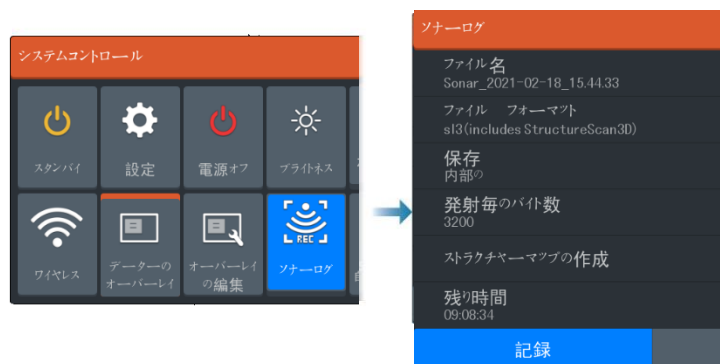 システムコントロール
スタンバイ
設定
電源オフ
ブライトネス
ワイヤレス
データーの
オーバーレイ
オーバーレイ
の編集
REC
ソナーログ
ソナーログ
ファイル名
Sonar_2021-02-18_15.44.33
ファイル フォーマット
sl3(includes StructureScan3D)
保存
内部の
発射毎のバイト数
3200
ストラクチャーマップの作成
残り時間
09:08:34
記録